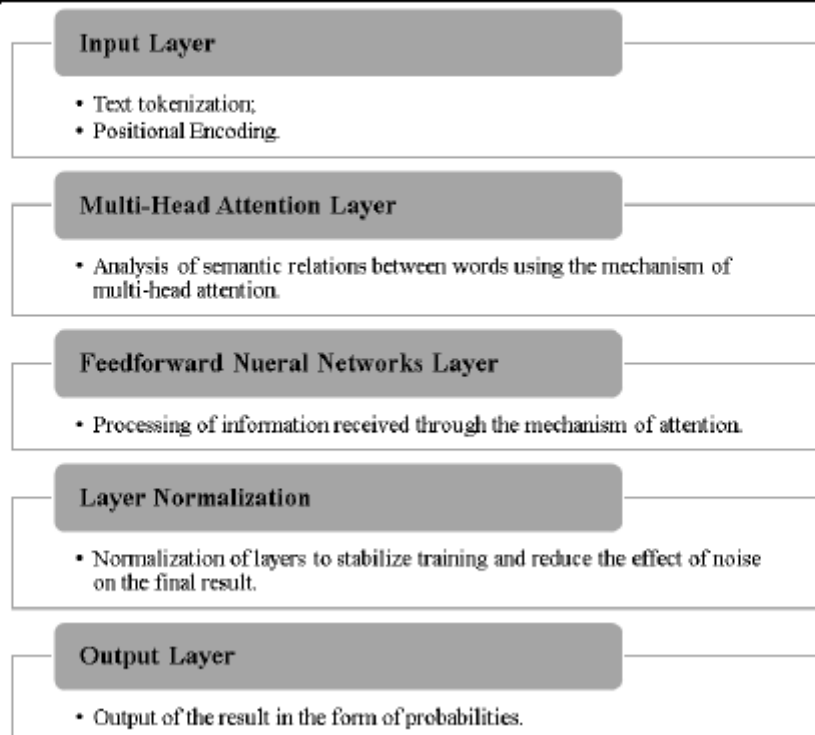 Input Layer
• Text tokenization;
• Positional Encoding.
Multi-Head Attention Layer
• Analysis of semantic relations between words using the mechanism of
multi-head attention.
Feedforward Nueral Networks Layer
• Processing of information received through the mechanism of attention.
Layer Normalization
• Normalization of layers to stabilize training and reduce the effect of noise
on the final result.
Output Layer
• Output of the result in the form of probabilities.